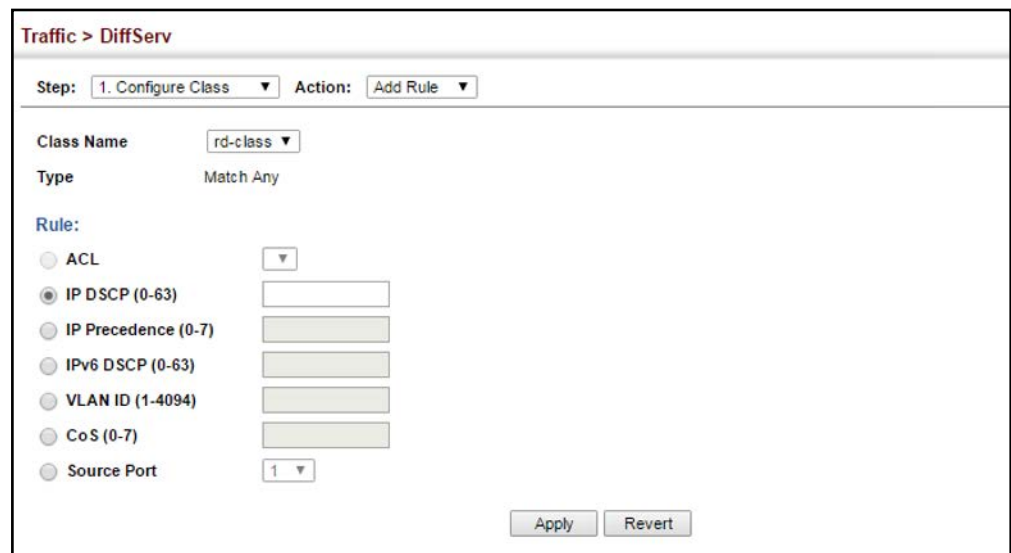 Traffic > DiffServ
Step: 1. Configure Class Action: Add Rule
Class Name rd-class
Type Match Any
Rule:
ACL
IP DSCP (0-63)
IP Precedence (0-7)
IPv6 DSCP (0-63)
VLAN ID (1-4094)
CoS (0-7)
Source Port 1
Apply Revert